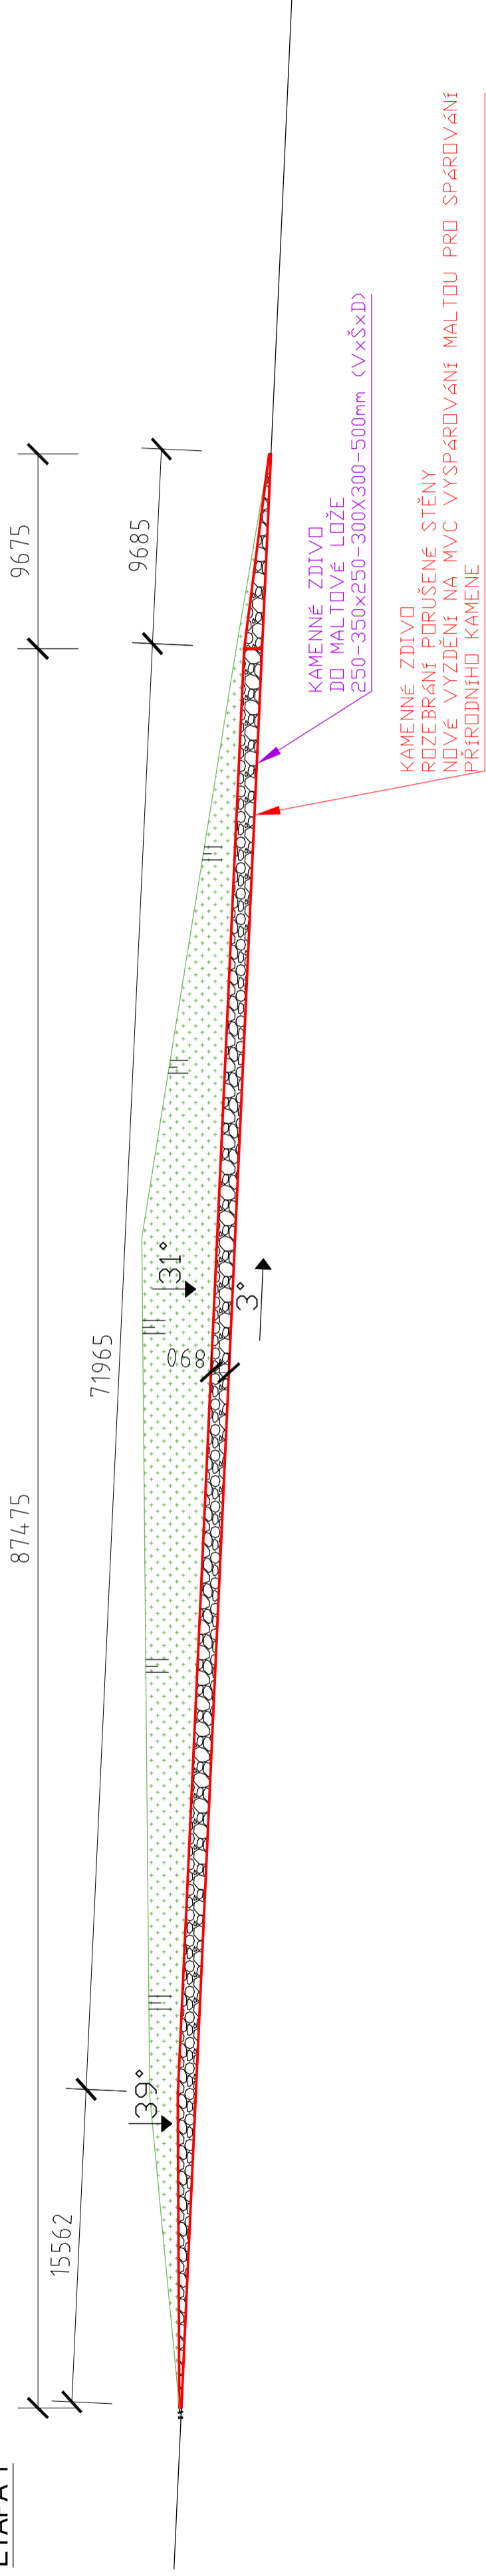 ETAPA I
87475
9675
15562
71965
9685
39°
31°
890
3°
KAMENNÉ ZDIVO
DO MALTOVÉ LOŽE
250-350x250-300X300-500mm (VxŠxD)
KAMENNÉ ZDIVO
ROZEBRÁNÍ PORUŠENÉ STĚNY
NOVÉ VYZDĚNÍ NA MVC VYSPÁROVÁNÍ MALTOU PRO SPÁROVÁNÍ
PŘÍRODNÍHO KAMENE